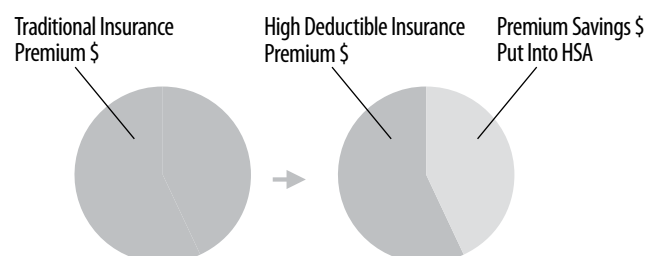 Traditional Insurance
Premium $
High Deductible Insurance
Premium $
Premium Savings $
Put Into HSA